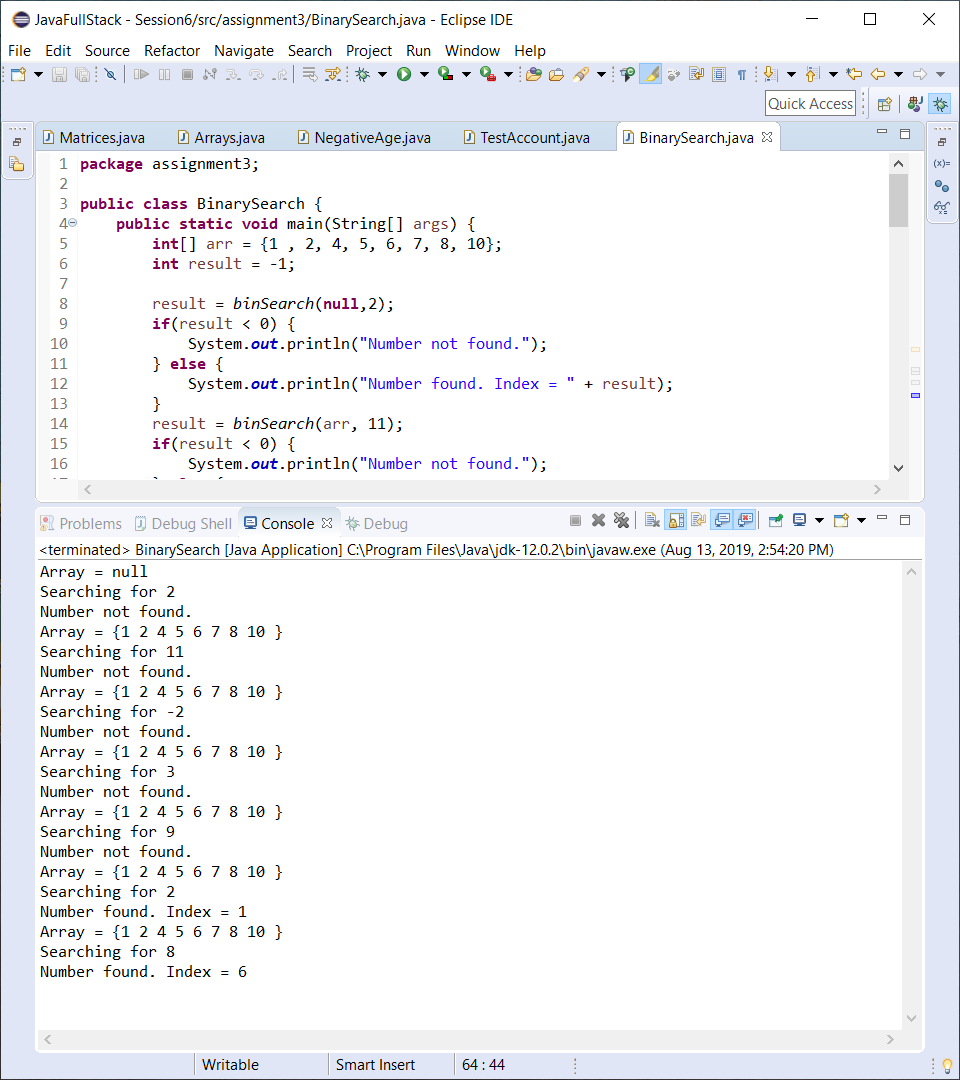 JavaFullStack - Session6/src/assignment3/BinarySearch.java - Eclipse IDE
File Edit Source Refactor Navigate Search Project Run Window Help
Quick Access
Matrices.java Arrays.java NegativeAge.java TestAccount.java BinarySearch.java
1 package assignment3;
2
3 public class BinarySearch {
4 public static void main(String[] args) {
5 int[] arr = {1 , 2, 4, 5, 6, 7, 8, 10};
6 int result = -1;
7
8 result = binSearch(null,2);
9 if(result < 0) {
10 System.out.println("Number not found.");
11 } else {
12 System.out.println("Number found. Index = " + result);
13 }
14 result = binSearch(arr, 11);
15 if(result < 0) {
16 System.out.println("Number not found.");
Problems Debug Shell Console Debug
<terminated> BinarySearch [Java Application] C:\Program Files\Java\jdk-12.0.2\bin\javaw.exe (Aug 13, 2019, 2:54:20 PM)
Array = null
Searching for 2
Number not found.
Array = {1 2 4 5 6 7 8 10 }
Searching for 11
Number not found.
Array = {1 2 4 5 6 7 8 10 }
Searching for -2
Number not found.
Array = {1 2 4 5 6 7 8 10 }
Searching for 3
Number not found.
Array = {1 2 4 5 6 7 8 10 }
Searching for 9
Number not found.
Array = {1 2 4 5 6 7 8 10 }
Searching for 2
Number found. Index = 1
Array = {1 2 4 5 6 7 8 10 }
Searching for 8
Number found. Index = 6
Writable Smart Insert 64 : 44